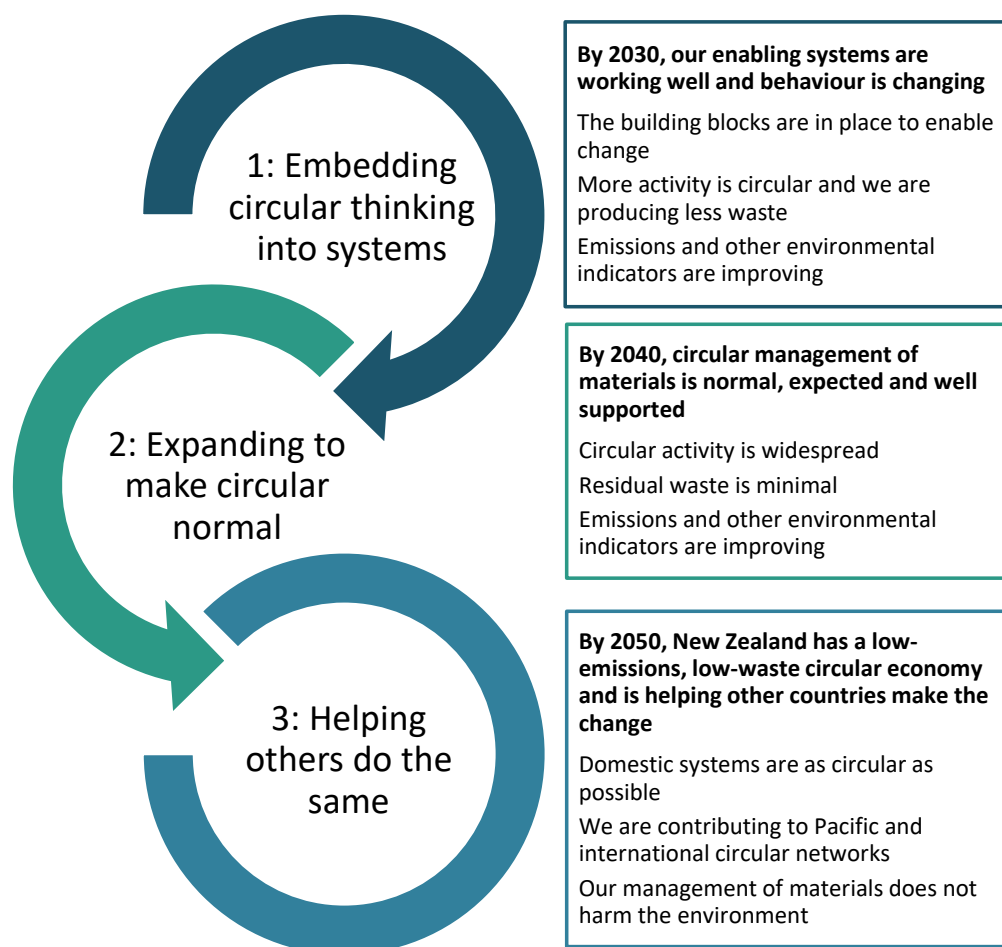 1: Embedding
circular thinking
into systems
By 2030, our enabling systems are
working well and behaviour is changing
The building blocks are in place to enable
change
More activity is circular and we are
producing less waste
Emissions and other environmental
indicators are improving
2: Expanding to
make circular
normal
By 2040, circular management of
materials is normal, expected and well
supported
Circular activity is widespread
Residual waste is minimal
Emissions and other environmental
indicators are improving
3: Helping
others do the
same
By 2050, New Zealand has a low-
emissions, low-waste circular economy
and is helping other countries make the
change
Domestic systems are as circular as
possible
We are contributing to Pacific and
international circular networks
Our management of materials does not
harm the environment